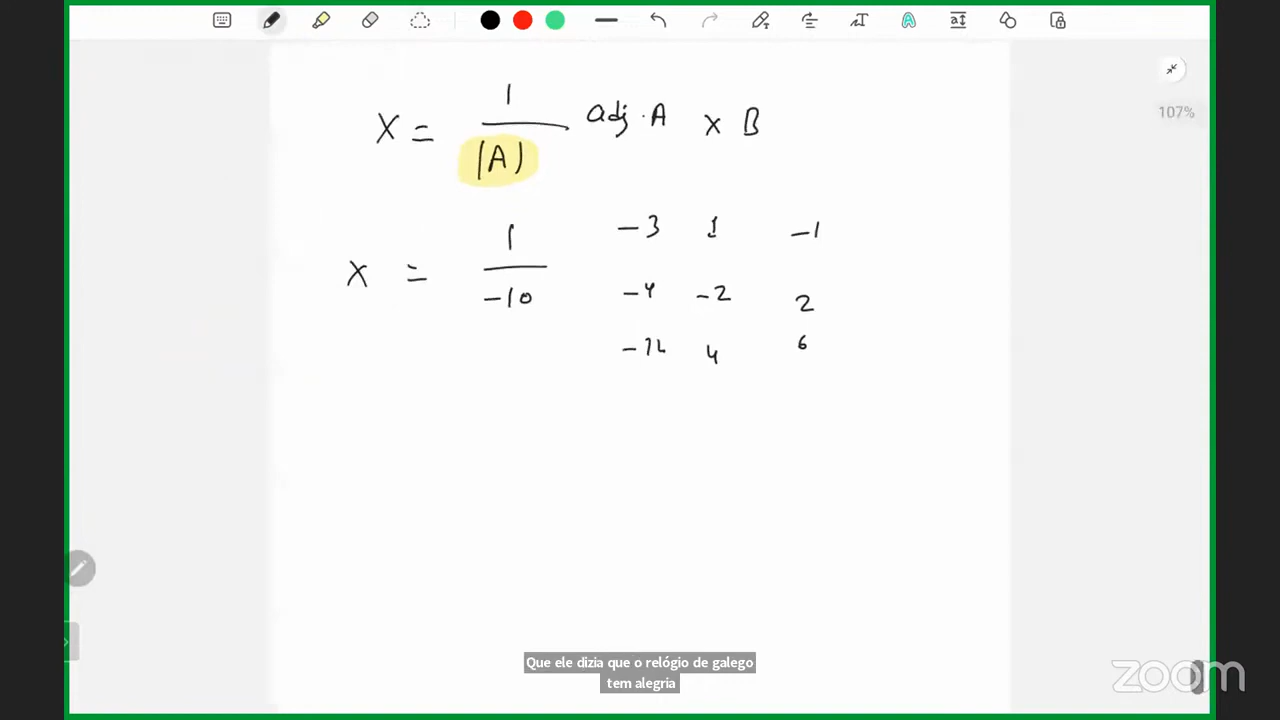 107%
X = 1/|A| adj. A x B
X = 1/-10 -3 1 -1
-4 -2 2
-12 4 6
Que ele dizia que o relógio de galego
tem alegria
zoom